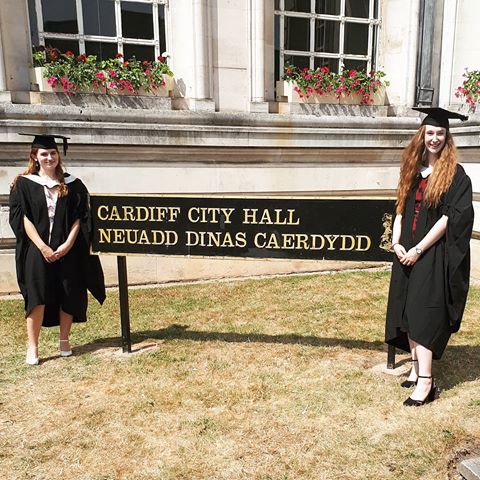 CARDIFF CITY HALL
NEUADD DINAS CAERDYDD